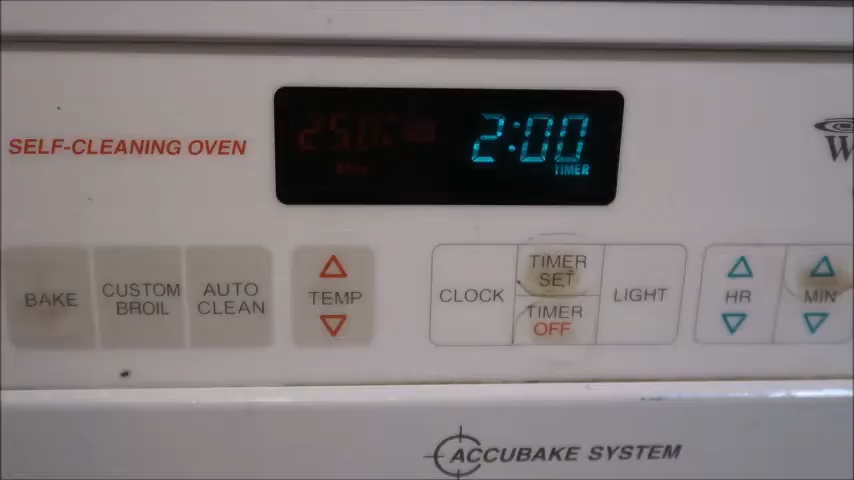 SELF-CLEANING OVEN
2:00
TIMER
W
BAKE
CUSTOM
BROIL
AUTO
CLEAN
TEMP
CLOCK
TIMER
SET
TIMER
OFF
LIGHT
HR
MIN
ACCUBAKE SYSTEM